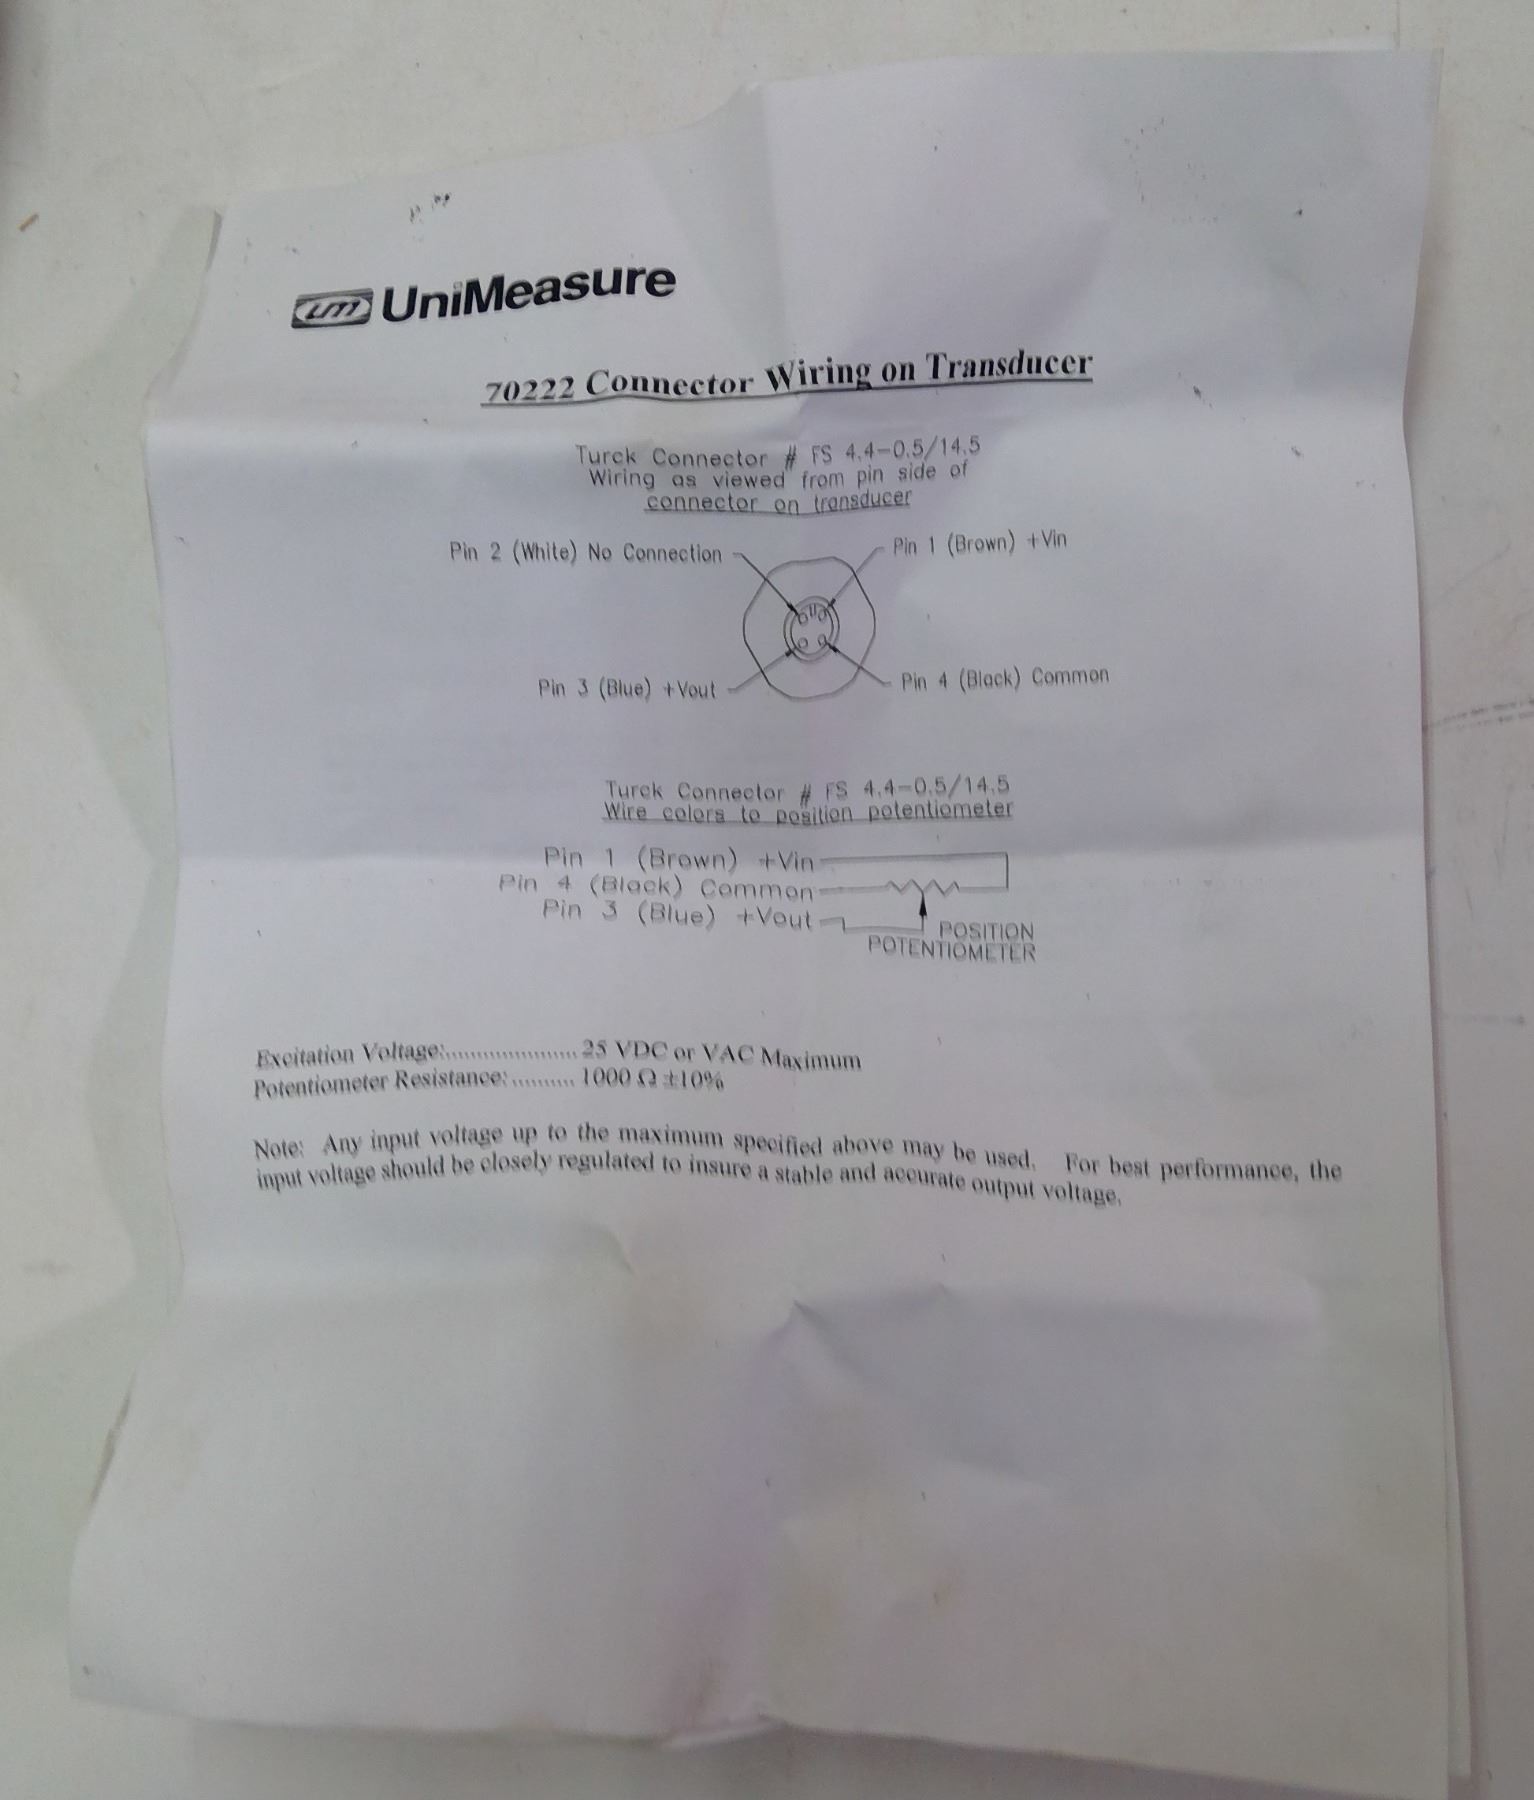 um UniMeasure
70222 Connector Wiring on Transducer
Turck Connector # FS 4.4-0.5/14.5
Wiring as viewed from pin side of
connector on transducer
Pin 2 (White) No Connection
Pin 1 (Brown) +Vin
Pin 3 (Blue) +Vout
Pin 4 (Black) Common
Turck Connector # FS 4.4-0.5/14.5
Wire colors to position potentiometer
Pin 1 (Brown) +Vin
Pin 4 (Black) Common
Pin 3 (Blue) +Vout
POSITION
POTENTIOMETER
Excitation Voltage:...................... 25 VDC or VAC Maximum
Potentiometer Resistance: .......... 1000 Ω ±10%
Note: Any input voltage up to the maximum specified above may be used. For best performance, the
input voltage should be closely regulated to insure a stable and accurate output voltage.